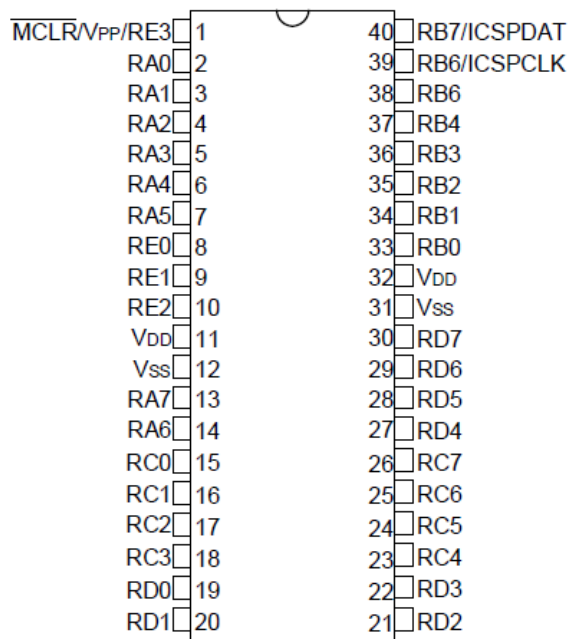 MCLR/VPP/RE3 1 40 RB7/ICSPDAT
RA0 2 39 RB6/ICSPCLK
RA1 3 38 RB6
RA2 4 37 RB4
RA3 5 36 RB3
RA4 6 35 RB2
RA5 7 34 RB1
RE0 8 33 RB0
RE1 9 32 VDD
RE2 10 31 VSS
VDD 11 30 RD7
VSS 12 29 RD6
RA7 13 28 RD5
RA6 14 27 RD4
RC0 15 26 RC7
RC1 16 25 RC6
RC2 17 24 RC5
RC3 18 23 RC4
RD0 19 22 RD3
RD1 20 21 RD2